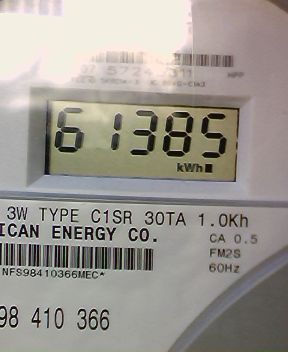 61385
kWh
3W TYPE C1SR 30TA 1.0Kh
ICAN ENERGY CO.
CA 0.5
FM2S
NFS98410366MEC*
60Hz
98 410 366